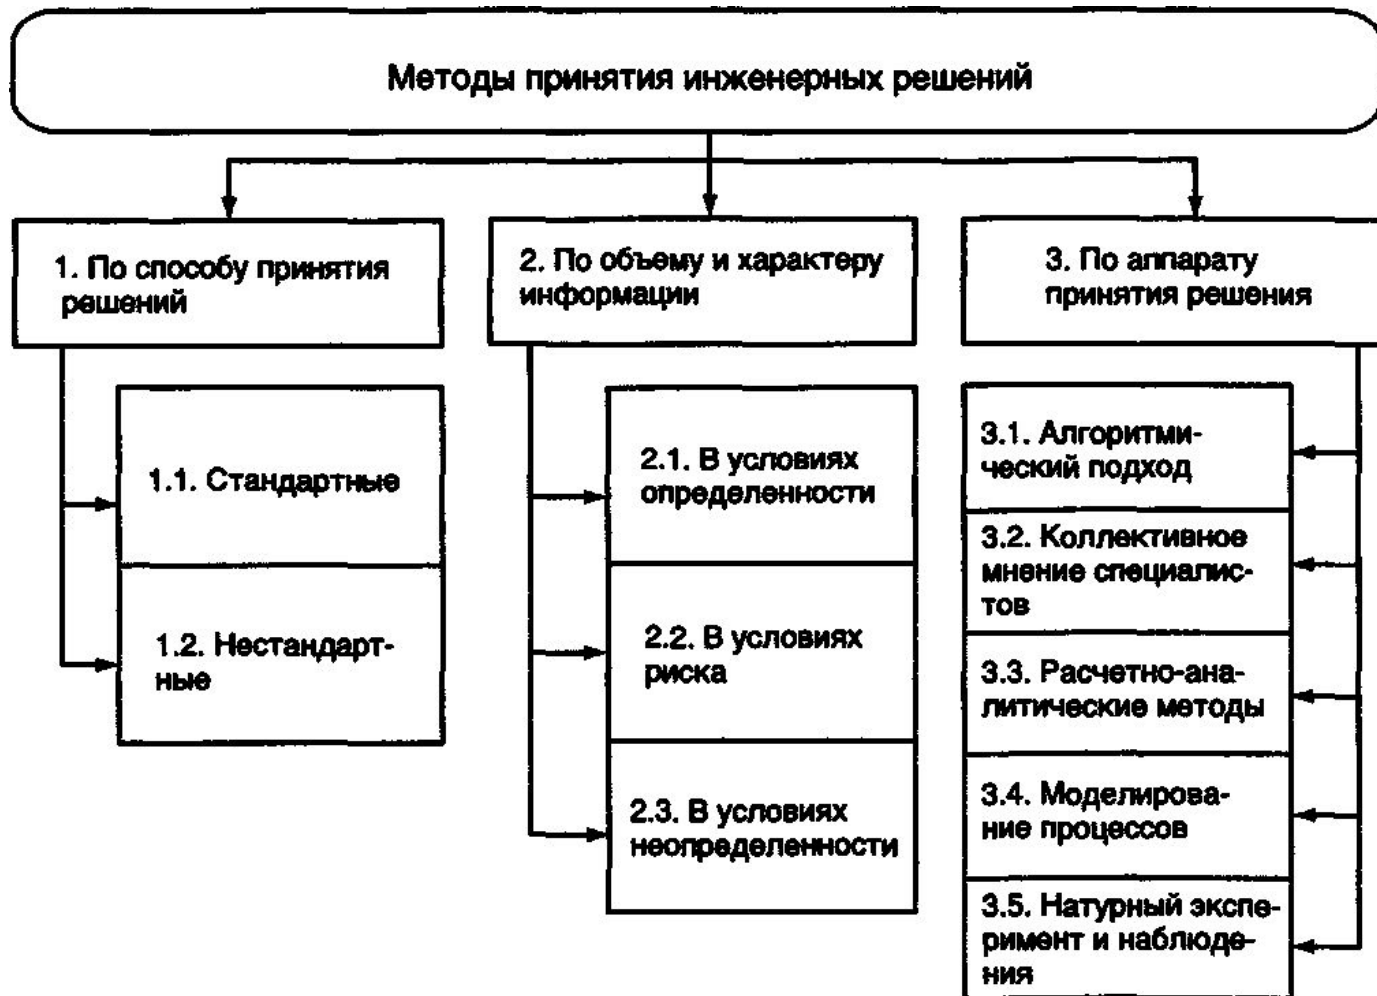 Методы принятия инженерных решений
1. По способу принятия
решений
2. По объему и характеру
информации
3. По аппарату
принятия решения
1.1. Стандартные
1.2. Нестандарт-
ные
2.1. В условиях
определенности
2.2. В условиях
риска
2.3. В условиях
неопределенности
3.1. Алгоритми-
ческий подход
3.2. Коллективное
мнение специалис-
тов
3.3. Расчетно-ана-
литические методы
3.4. Моделирова-
ние процессов
3.5. Натурный экспе-
римент и наблюде-
ния